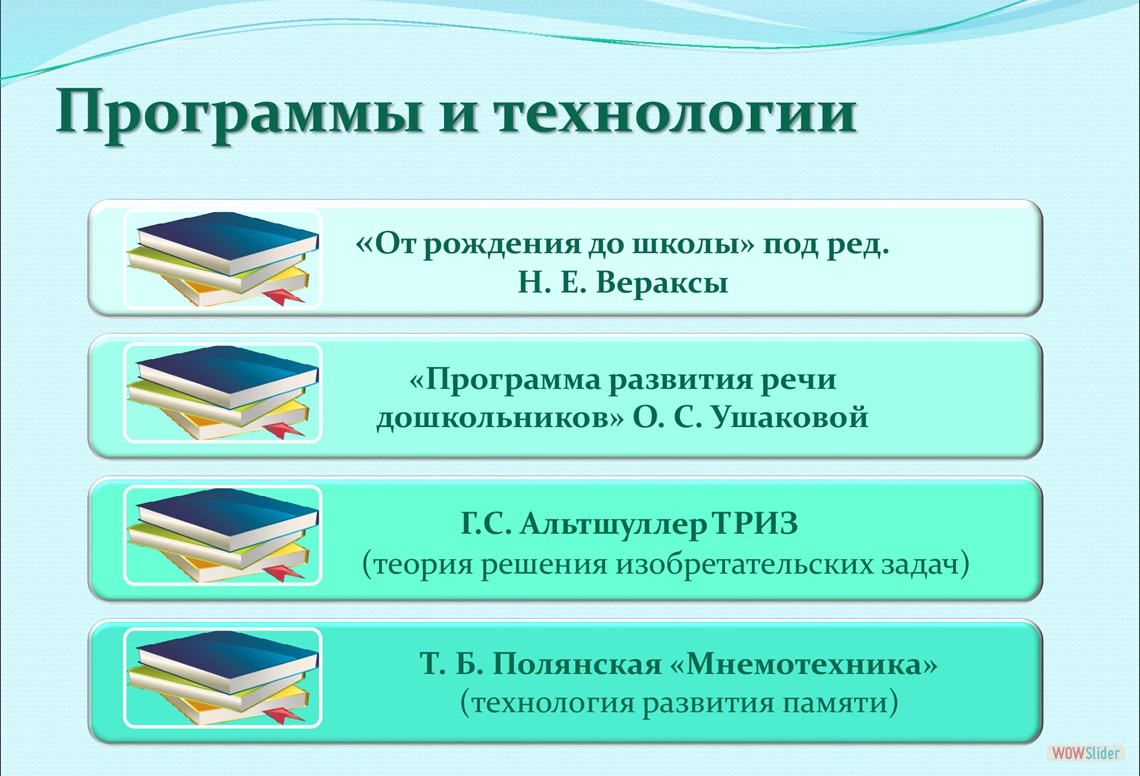 Программы и технологии
«От рождения до школы» под ред.
Н. Е. Вераксы
«Программа развития речи
дошкольников» О. С. Ушаковой
Г.С. Альтшуллер ТРИЗ
(теория решения изобретательских задач)
Т. Б. Полянская «Мнемотехника»
(технология развития памяти)
WOWSlider